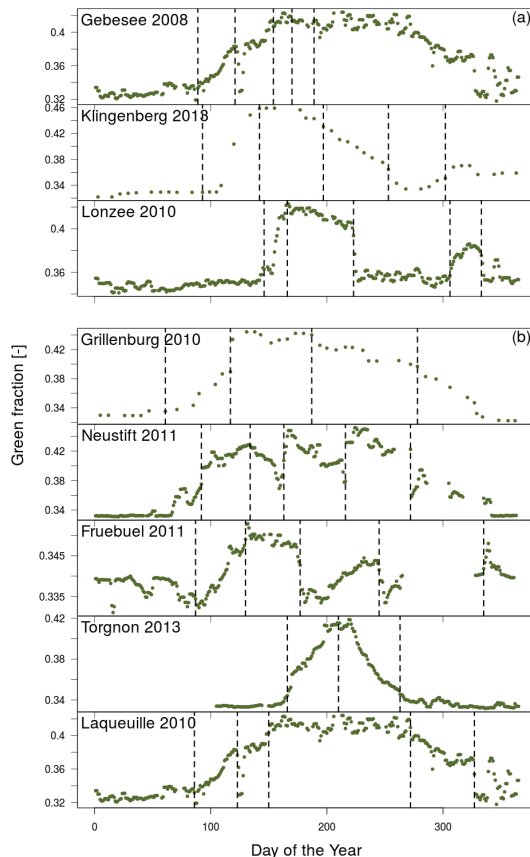 Gebesee 2008
(a)
0.4
0.36
0.32
Klingenberg 2013
0.46
0.42
0.38
0.34
Lonzee 2010
0.4
0.36
Grillenburg 2010
(b)
0.42
0.38
0.34
Neustift 2011
0.42
0.38
0.34
Fruebuel 2011
0.345
0.335
Torgnon 2013
0.42
0.38
0.34
Laqueuille 2010
0.4
0.36
0.32
Green fraction [-]
0 100 200 300
Day of the Year